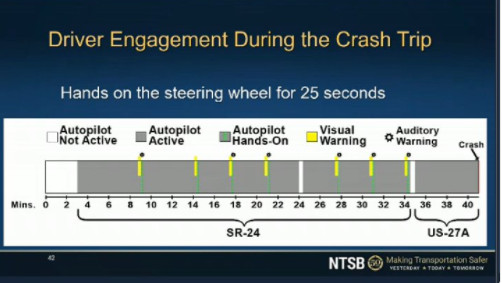 Driver Engagement During the Crash Trip
Hands on the steering wheel for 25 seconds
Autopilot Not Active
Autopilot Active
Autopilot Hands-On
Visual Warning
Auditory Warning
Crash
Mins. 0 2 4 6 8 10 12 14 16 18 20 22 24 26 28 30 32 34 36 38 40
SR-24 US-27A
42
NTSB 50 Making Transportation Safer
YESTERDAY • TODAY • TOMORROW